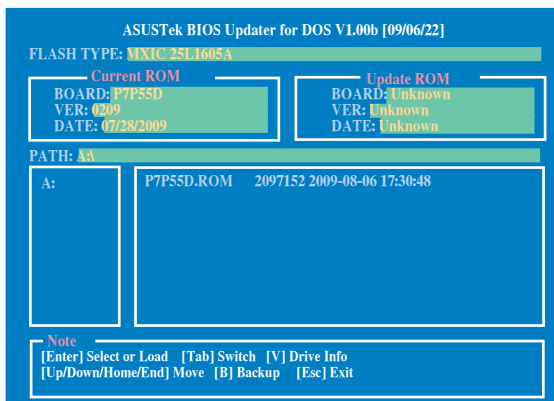 ASUSTek BIOS Updater for DOS V1.00b [09/06/22]
FLASH TYPE: MXIC 25L1605A
Current ROM
BOARD: P7P55D
VER: 0209
DATE: 07/28/2009
Update ROM
BOARD: Unknown
VER: Unknown
DATE: Unknown
PATH: A:\
A:
P7P55D.ROM 2097152 2009-08-06 17:30:48
Note
[Enter] Select or Load [Tab] Switch [V] Drive Info
[Up/Down/Home/End] Move [B] Backup [Esc] Exit